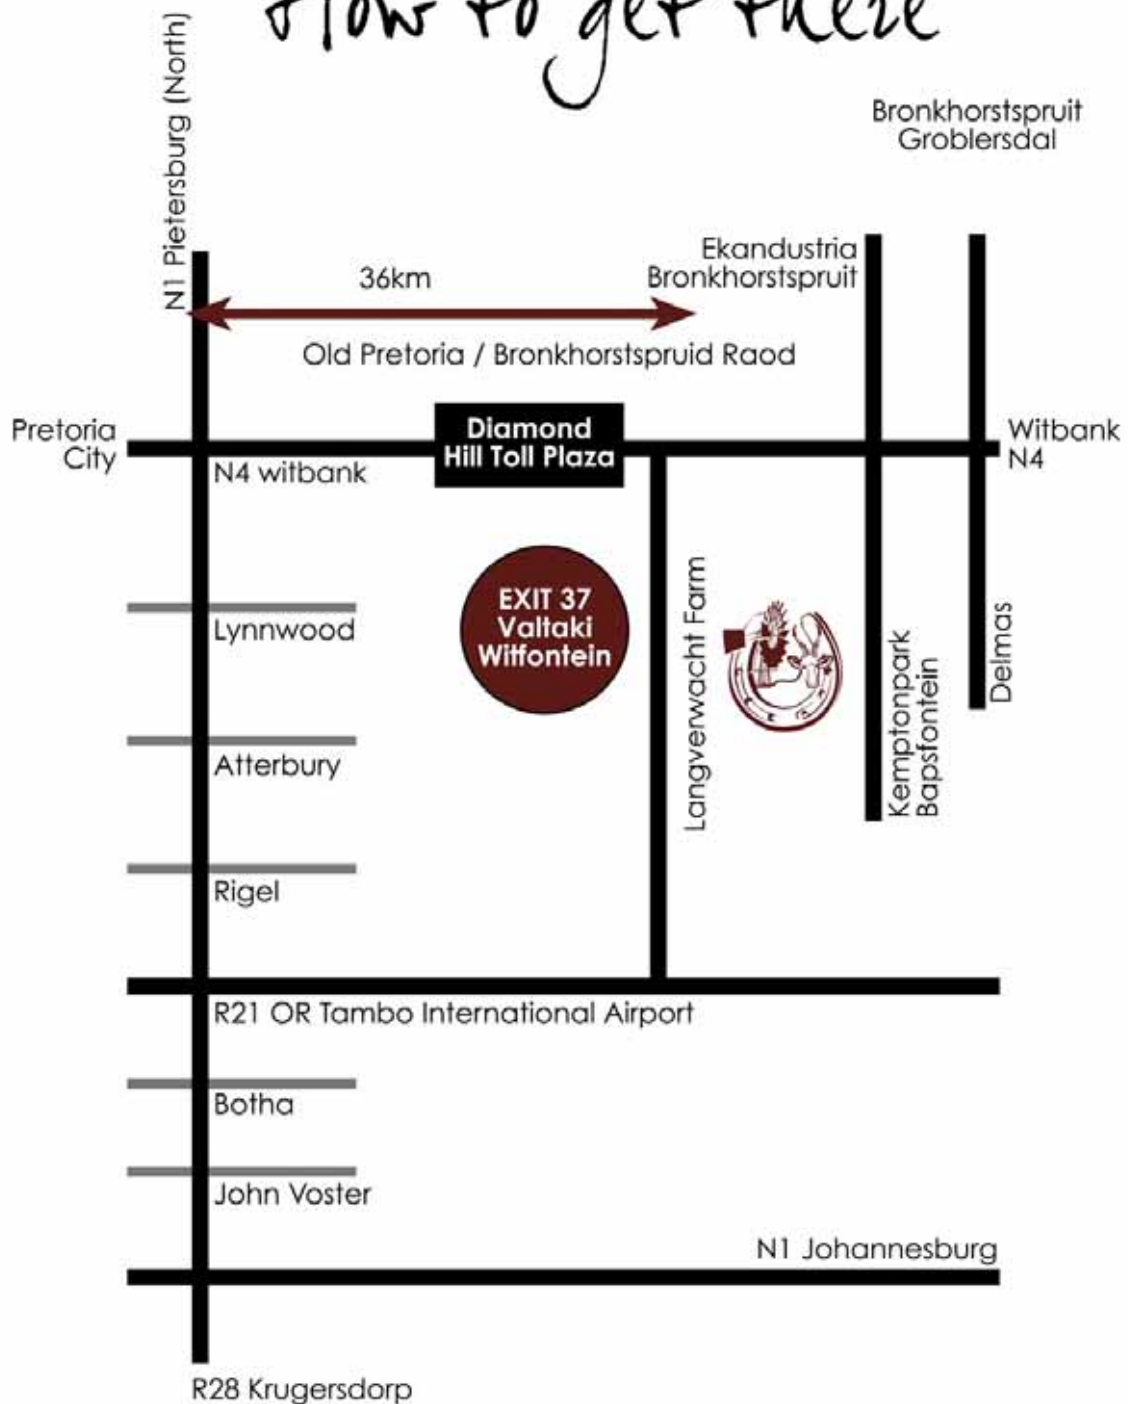 How to get there
N1 Pietersburg (North)
Bronkhorstspruit
Groblersdal
Ekandustria
Bronkhorstspruit
36km
Old Pretoria / Bronkhorstspruid Raod
Pretoria
City
Diamond
Hill Toll Plaza
Witbank
N4
N4 witbank
EXIT 37
Valtaki
Witfontein
Langverwacht Farm
Kemptonpark
Bapsfontein
Delmas
Lynnwood
Atterbury
Rigel
R21 OR Tambo International Airport
Botha
John Voster
N1 Johannesburg
R28 Krugersdorp